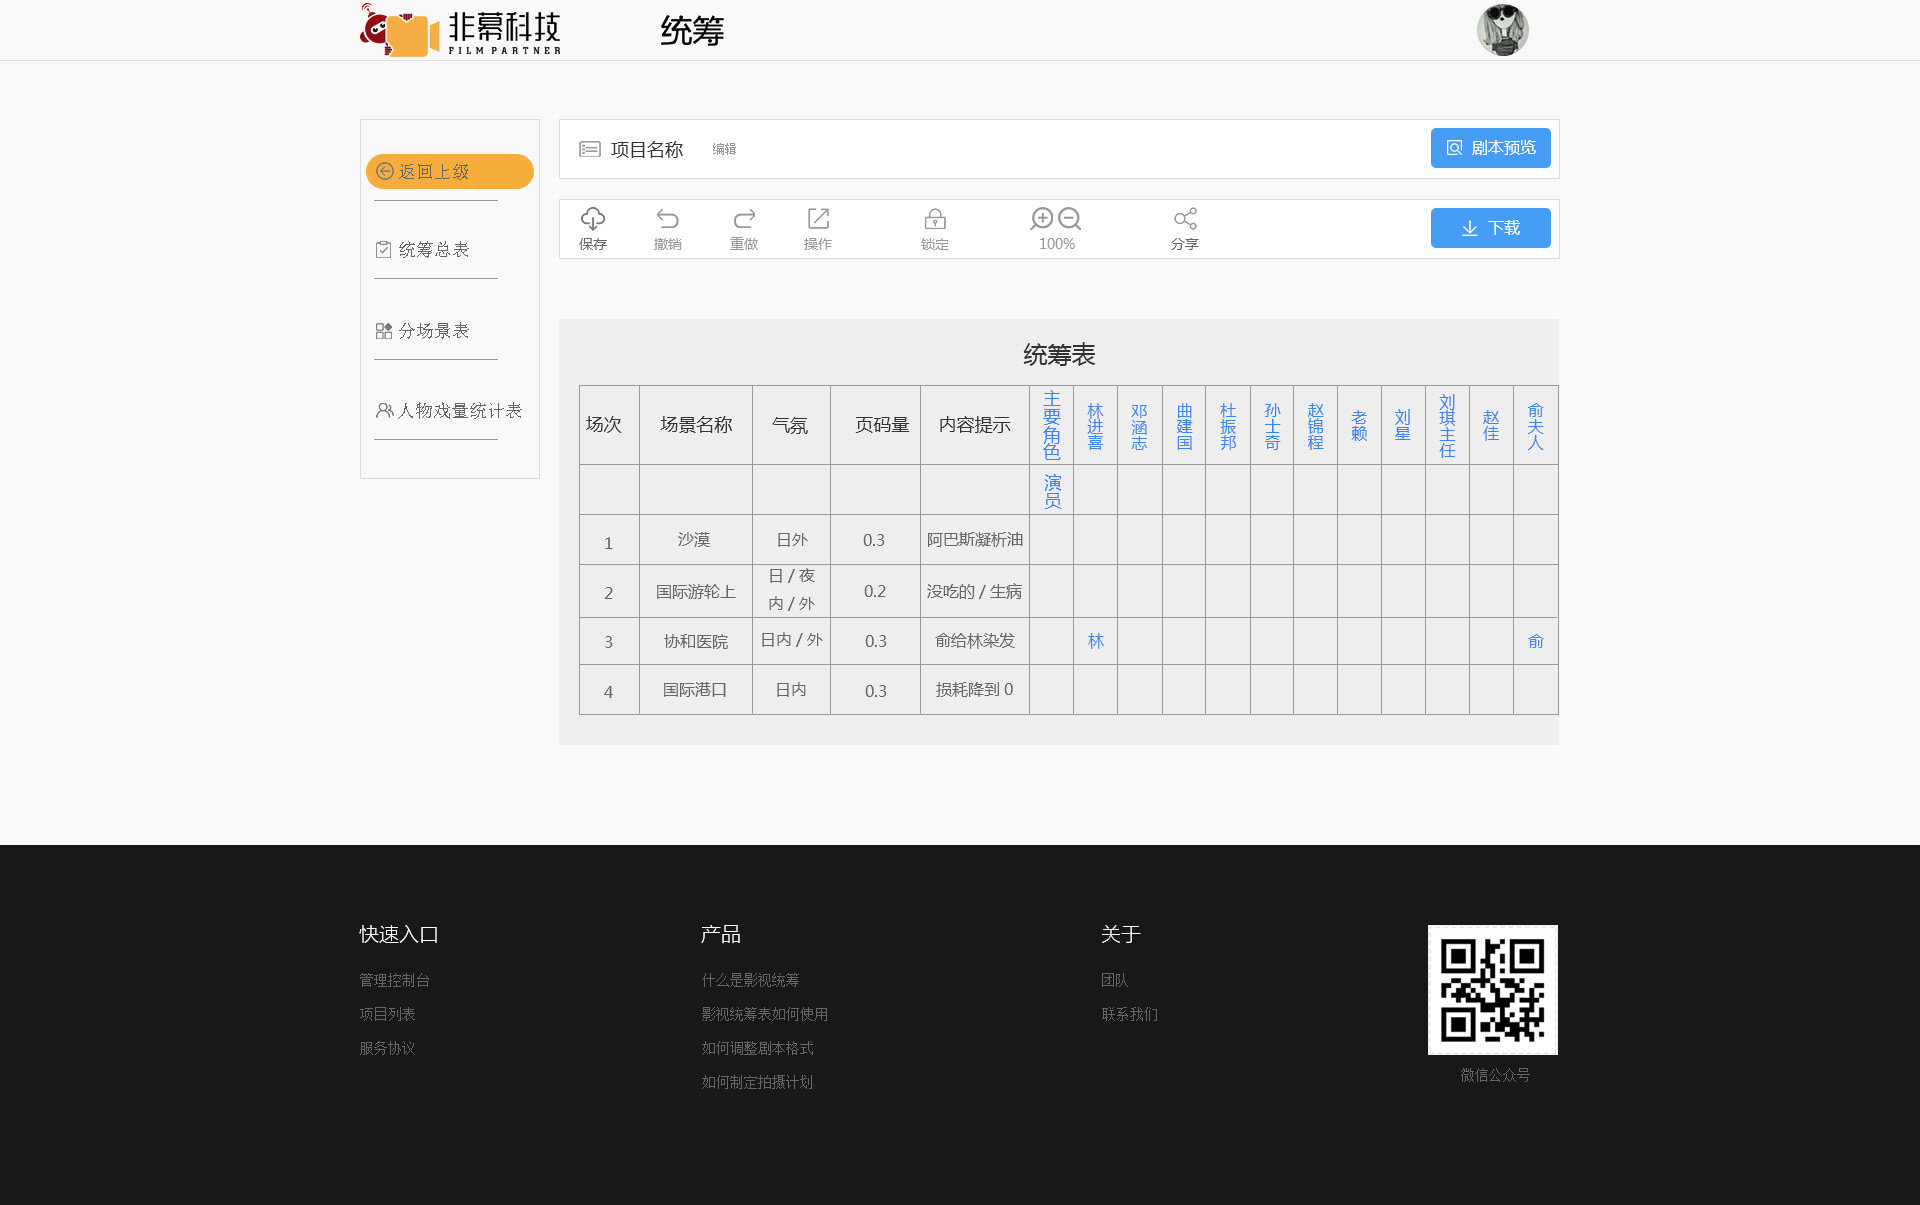 非幕科技
FILM PARTNER
统筹
返回上级
统筹总表
分场景表
人物戏量统计表
项目名称 编辑 剧本预览
保存 撤销 重做 操作 锁定 100% 分享 下载
统筹表
场次 场景名称 气氛 页码量 内容提示 主要角色 林进喜 邓涵志 曲建国 杜振邦 孙士奇 赵锦程 老赖 刘星 刘琪主任 赵佳 俞夫人
演员
1 沙漠 日外 0.3 阿巴斯凝析油
2 国际游轮上 日 / 夜 0.2 没吃的 / 生病
内 / 外
3 协和医院 日内 / 外 0.3 俞给林染发 林 俞
4 国际港口 日内 0.3 损耗降到 0
快速入口
管理控制台
项目列表
服务协议
产品
什么是影视统筹
影视统筹表如何使用
如何调整剧本格式
如何制定拍摄计划
关于
团队
联系我们
微信公众号